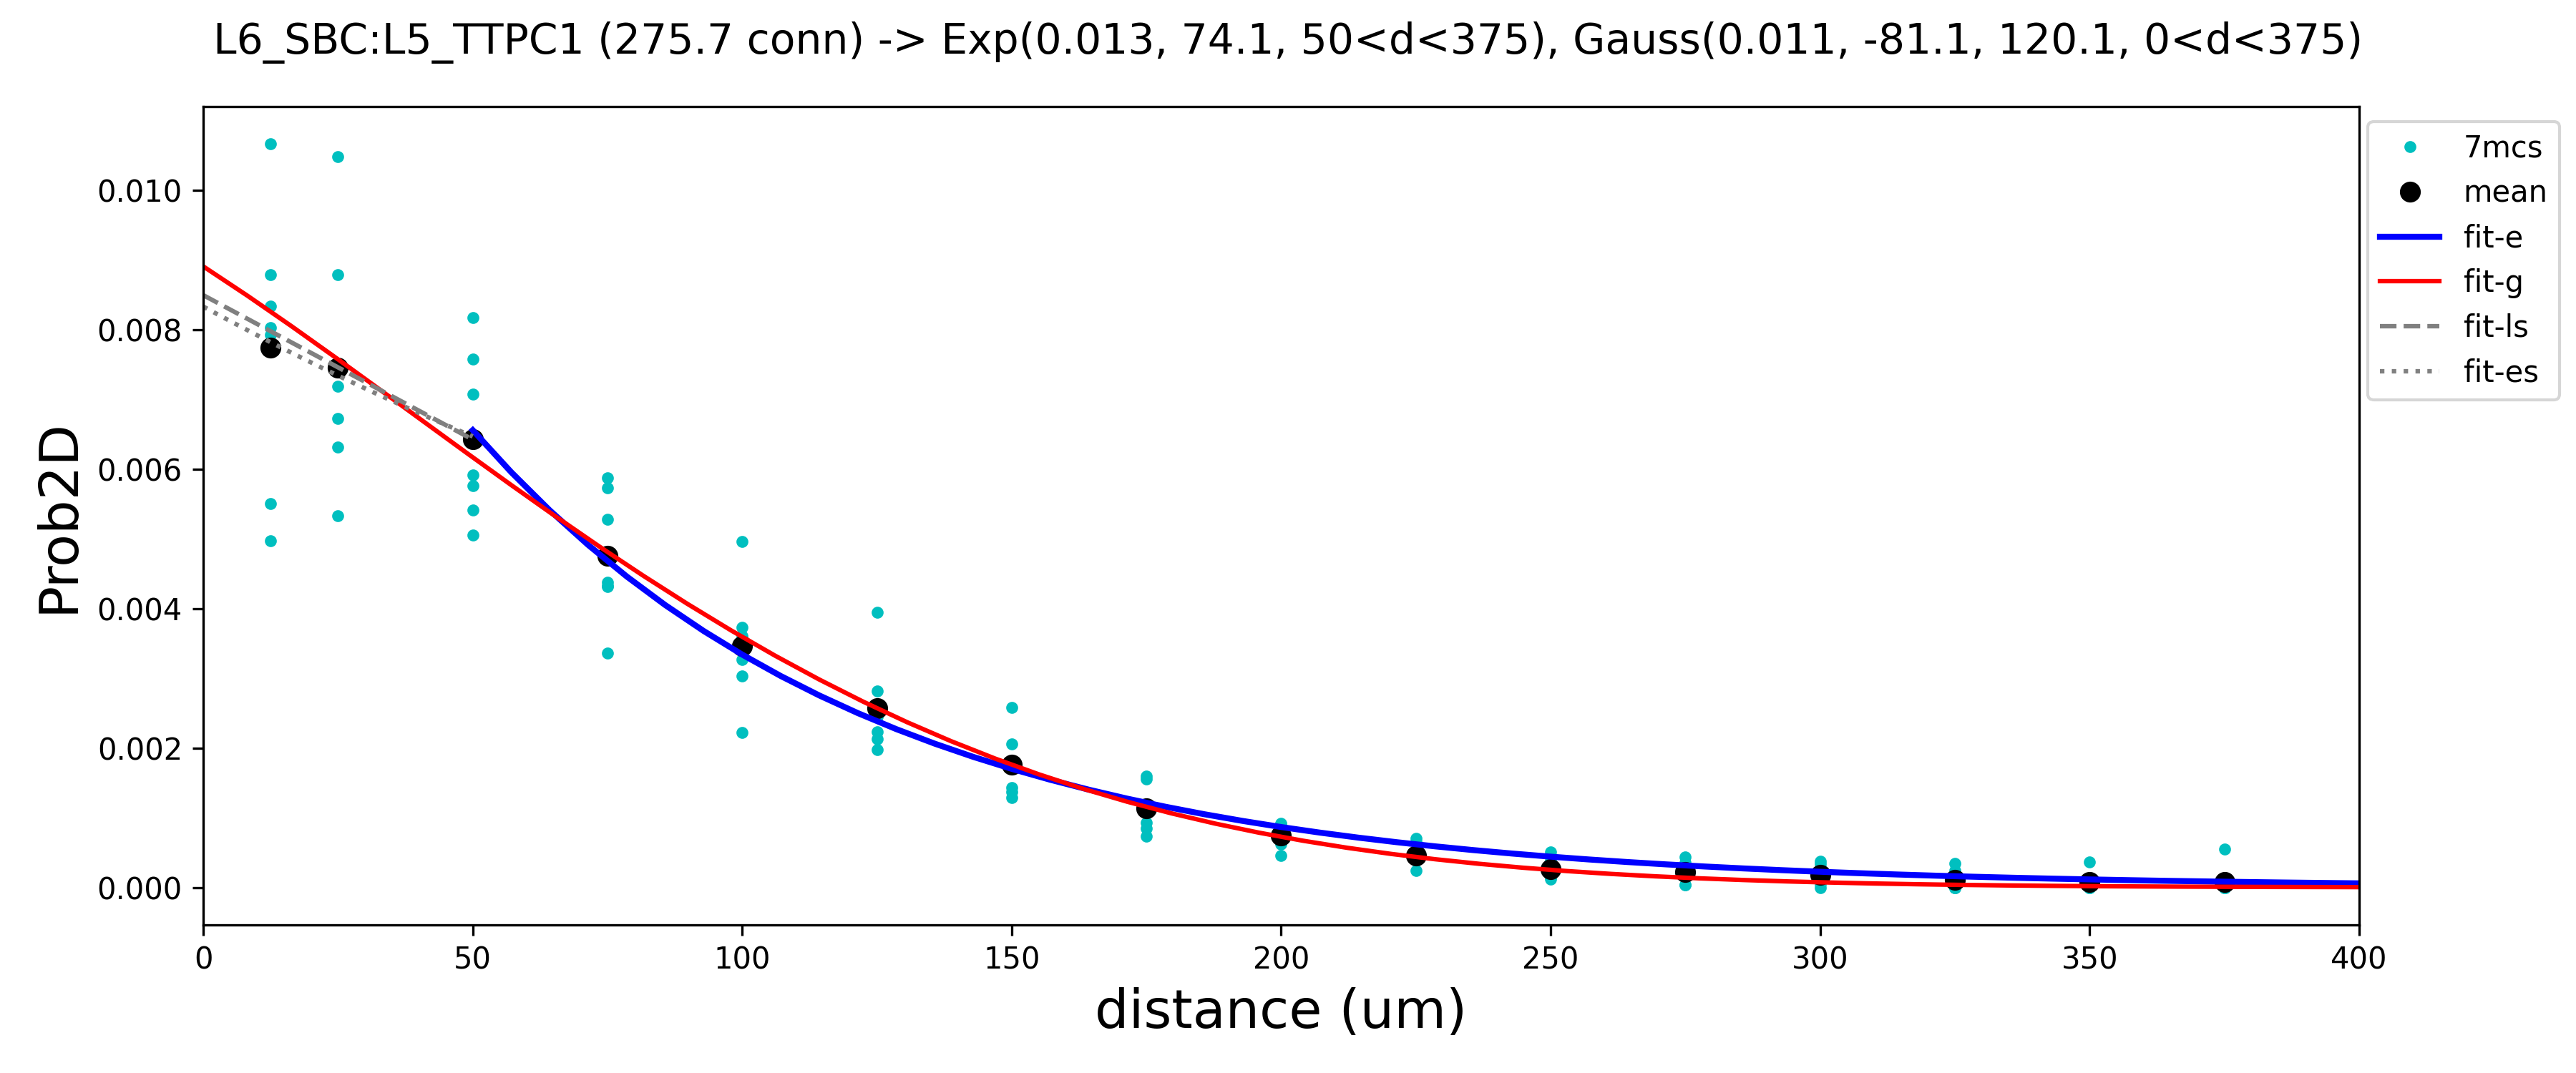 L6_SBC:L5_TTPC1 (275.7 conn) -> Exp(0.013, 74.1, 50<d<375), Gauss(0.011, -81.1, 120.1, 0<d<375)
7mcs
mean
fit-e
fit-g
fit-ls
fit-es
Prob2D
0.010
0.008
0.006
0.004
0.002
0.000
0 50 100 150 200 250 300 350 400
distance (um)